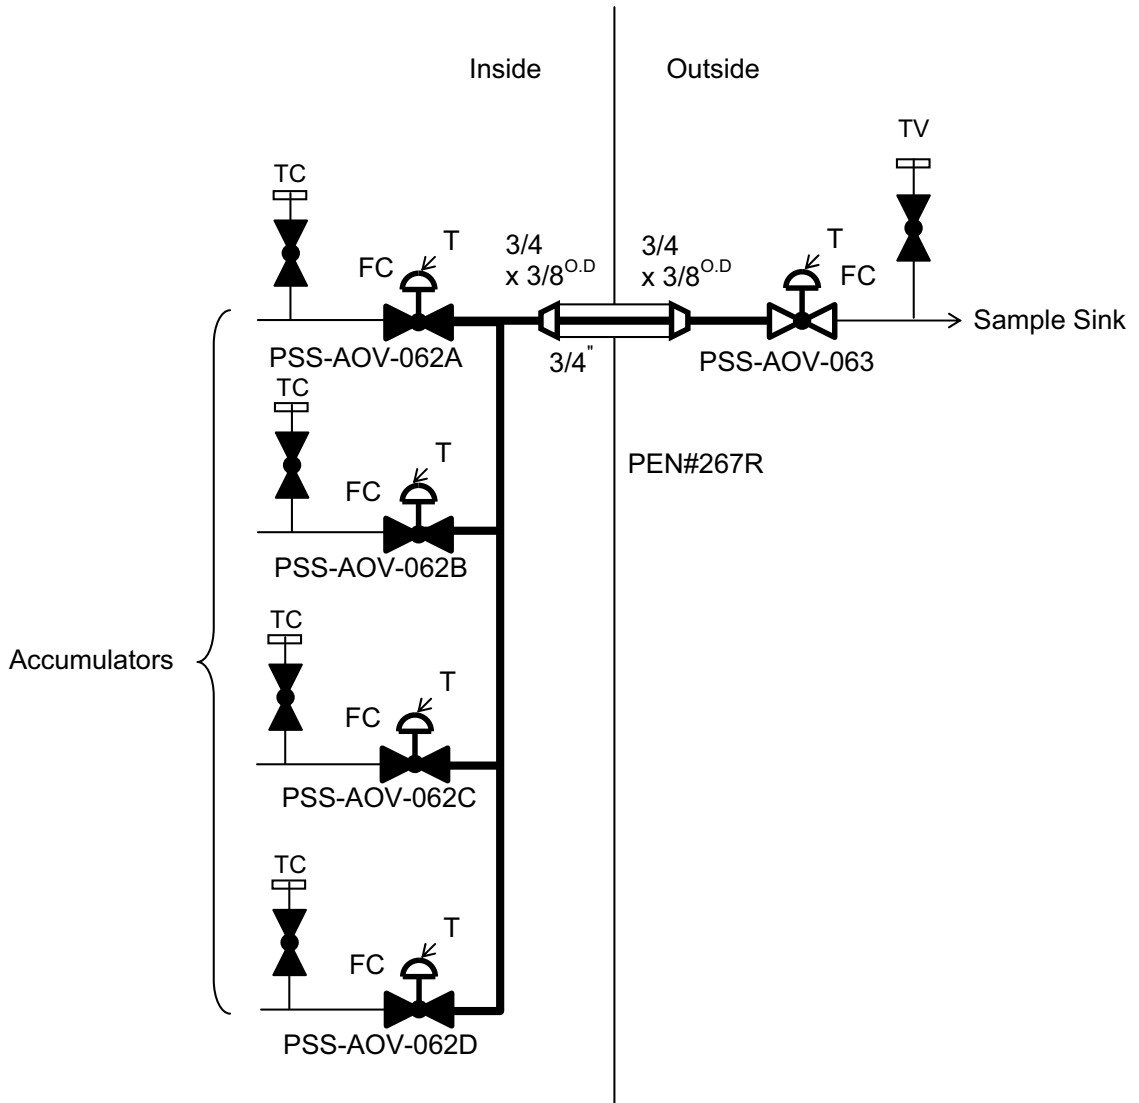 Inside
Outside
TV
TC
T
FC
3/4
x 3/8O.D
3/4
x 3/8O.D
T
FC
Sample Sink
PSS-AOV-062A
3/4"
PSS-AOV-063
TC
T
FC
PEN#267R
PSS-AOV-062B
TC
Accumulators
T
FC
PSS-AOV-062C
TC
T
FC
PSS-AOV-062D